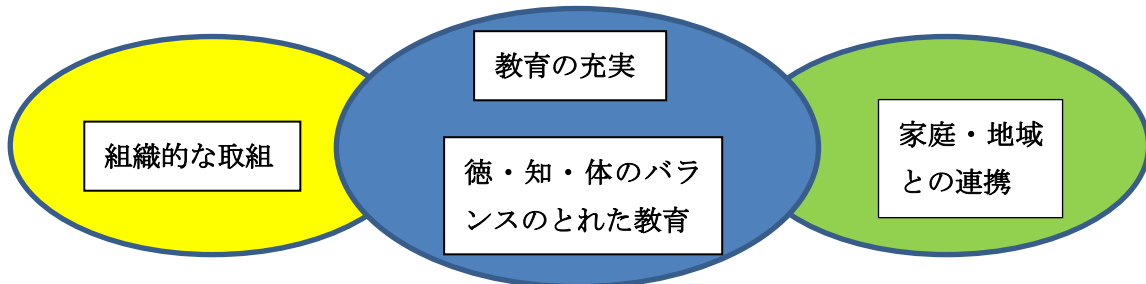 組織的な取組
教育の充実
徳・知・体のバラ
ンスのとれた教育
家庭・地域
との連携